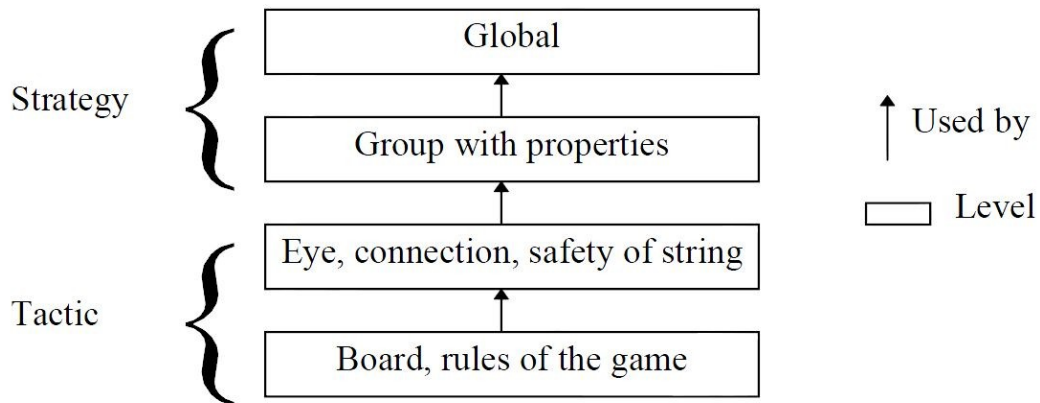 Global
Strategy
Group with properties
Used by
Level
Eye, connection, safety of string
Tactic
Board, rules of the game